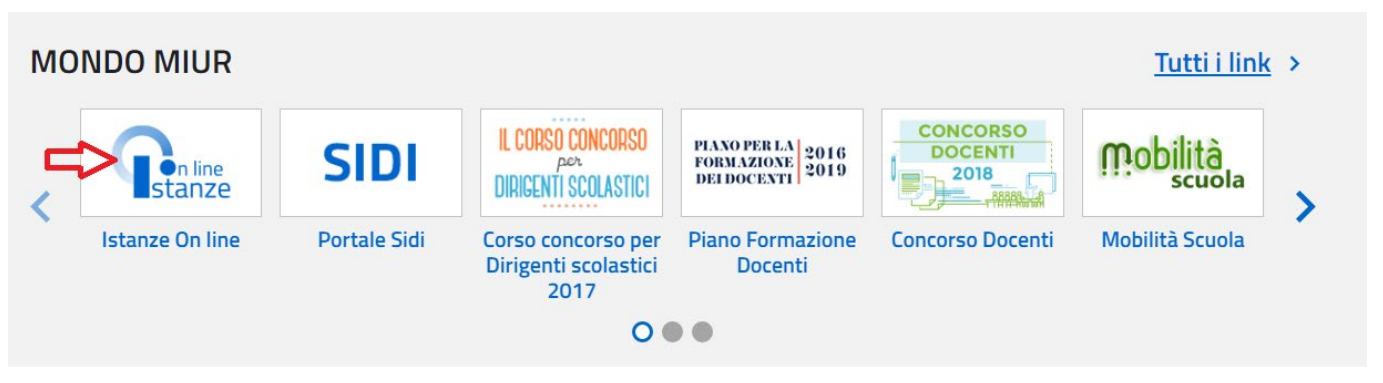 MONDO MIUR
Tutti i link
On line
Istanze
SIDI
IL CORSO CONCORSO
per
DIRIGENTI SCOLASTICI
PIANO PER LA
FORMAZIONE
DEI DOCENTI
2016
2019
CONCORSO
DOCENTI
2018
mobilità
scuola
Istanze On line
Portale Sidi
Corso concorso per
Dirigenti scolastici
2017
Piano Formazione
Docenti
Concorso Docenti
Mobilità Scuola